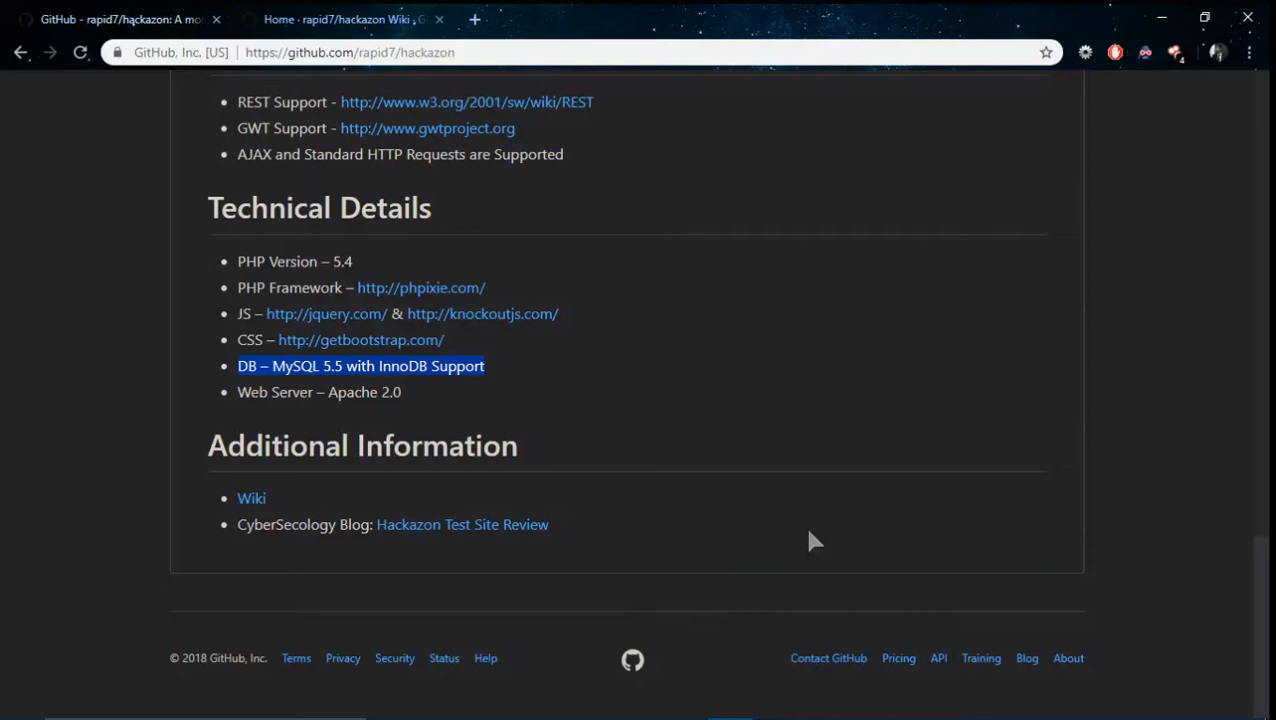 GitHub - rapid7/hackazon: A mo
Home · rapid7/hackazon Wiki · G
GitHub, Inc. [US] | https://github.com/rapid7/hackazon
4
• REST Support - http://www.w3.org/2001/sw/wiki/REST
• GWT Support - http://www.gwtproject.org
• AJAX and Standard HTTP Requests are Supported
Technical Details
• PHP Version – 5.4
• PHP Framework – http://phpixie.com/
• JS – http://jquery.com/ & http://knockoutjs.com/
• CSS – http://getbootstrap.com/
• DB – MySQL 5.5 with InnoDB Support
• Web Server – Apache 2.0
Additional Information
• Wiki
• CyberSecology Blog: Hackazon Test Site Review
© 2018 GitHub, Inc. Terms Privacy Security Status Help Contact GitHub Pricing API Training Blog About